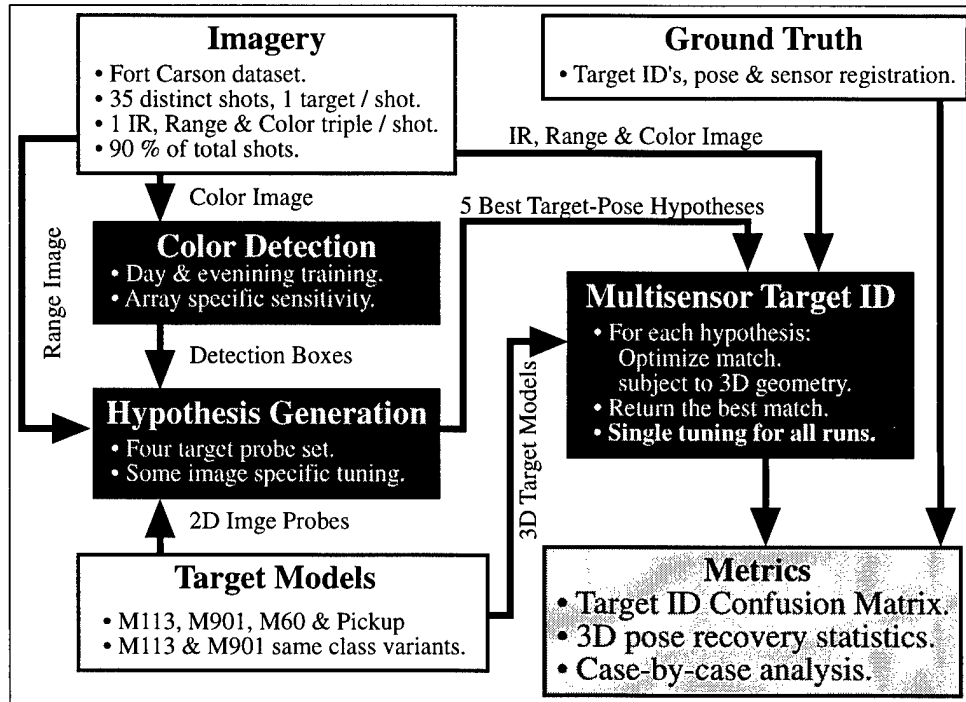 Imagery
• Fort Carson dataset.
• 35 distinct shots, 1 target / shot.
• 1 IR, Range & Color triple / shot.
• 90 % of total shots.
Ground Truth
• Target ID's, pose & sensor registration.
IR, Range & Color Image
Color Image
5 Best Target-Pose Hypotheses
Range Image
Color Detection
• Day & evenining training.
• Array specific sensitivity.
Detection Boxes
Multisensor Target ID
• For each hypothesis:
Optimize match.
subject to 3D geometry.
• Return the best match.
• Single tuning for all runs.
Hypothesis Generation
• Four target probe set.
• Some image specific tuning.
3D Target Models
2D Imge Probes
Target Models
• M113, M901, M60 & Pickup
• M113 & M901 same class variants.
Metrics
• Target ID Confusion Matrix.
• 3D pose recovery statistics.
• Case-by-case analysis.